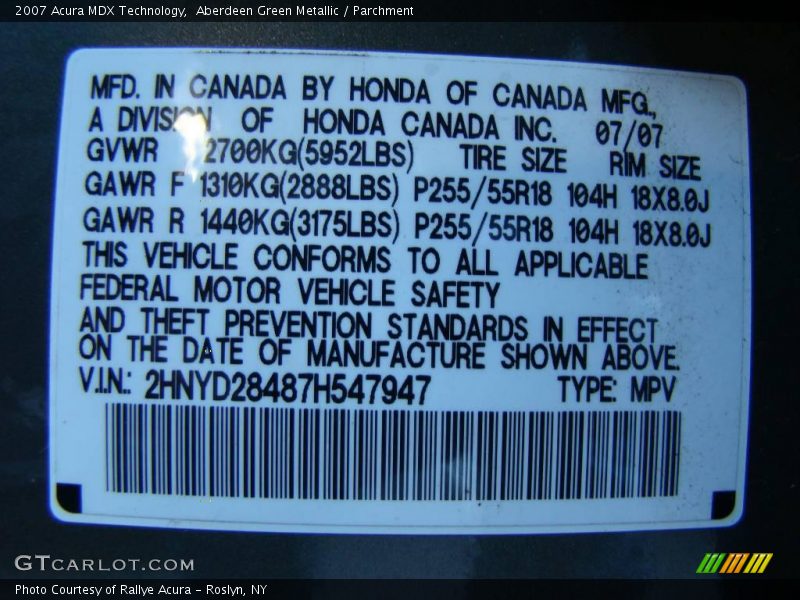 2007 Acura MDX Technology,  Aberdeen Green Metallic / Parchment
MFD. IN CANADA BY HONDA OF CANADA MFG.,
A DIVISION OF HONDA CANADA INC. 07/07
GVWR 2700KG(5952LBS) TIRE SIZE RIM SIZE
GAWR F 1310KG(2888LBS) P255/55R18 104H 18X8.0J
GAWR R 1440KG(3175LBS) P255/55R18 104H 18X8.0J
THIS VEHICLE CONFORMS TO ALL APPLICABLE
FEDERAL MOTOR VEHICLE SAFETY
AND THEFT PREVENTION STANDARDS IN EFFECT
ON THE DATE OF MANUFACTURE SHOWN ABOVE.
V.I.N.: 2HNYD28487H547947 TYPE: MPV
GTCARLOT.COM
Photo Courtesy of Rallye Acura - Roslyn, NY